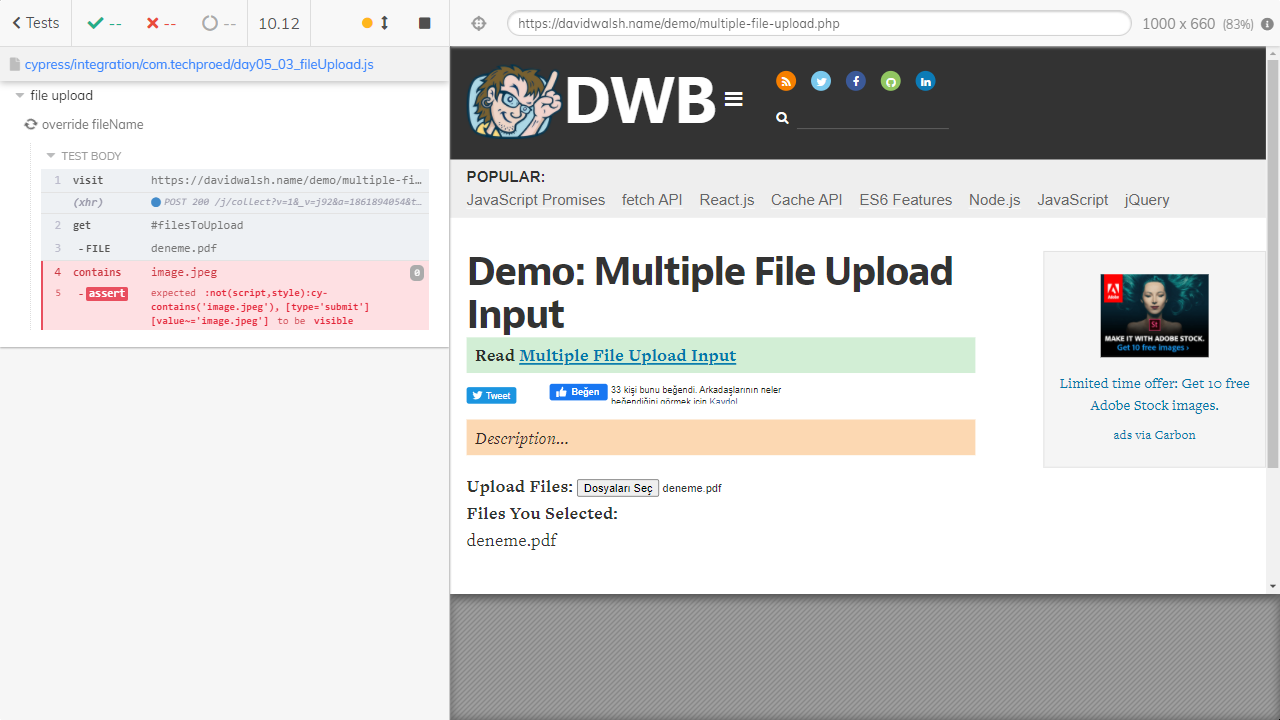 Tests
--
--
--
10.12
https://davidwalsh.name/demo/multiple-file-upload.php
1000 x 660 (83%)
cypress/integration/com.techproed/day05_03_fileUpload.js
file upload
override fileName
TEST BODY
1 visit https://davidwalsh.name/demo/multiple-fi...
(xhr) POST 200 /j/collect?v=1&_v=j92&a=1861894054&t...
2 get #filesToUpload
3 -FILE deneme.pdf
4 contains image.jpeg 0
5 -assert expected :not(script,style):cy-
contains('image.jpeg'), [type='submit']
[value~='image.jpeg'] to be visible
DWB
POPULAR:
JavaScript Promises fetch API React.js Cache API ES6 Features Node.js JavaScript jQuery
Demo: Multiple File Upload
Input
Read Multiple File Upload Input
Tweet
Beğen
33 kişi bunu beğendi. Arkadaşlarının neler
beğendiğini görmek için Kaydol
Description...
Upload Files: Dosyaları Seç deneme.pdf
Files You Selected:
deneme.pdf
Adobe
St
MAKE IT WITH ADOBE STOCK.
Get 10 free images ›
Limited time offer: Get 10 free
Adobe Stock images.
ads via Carbon